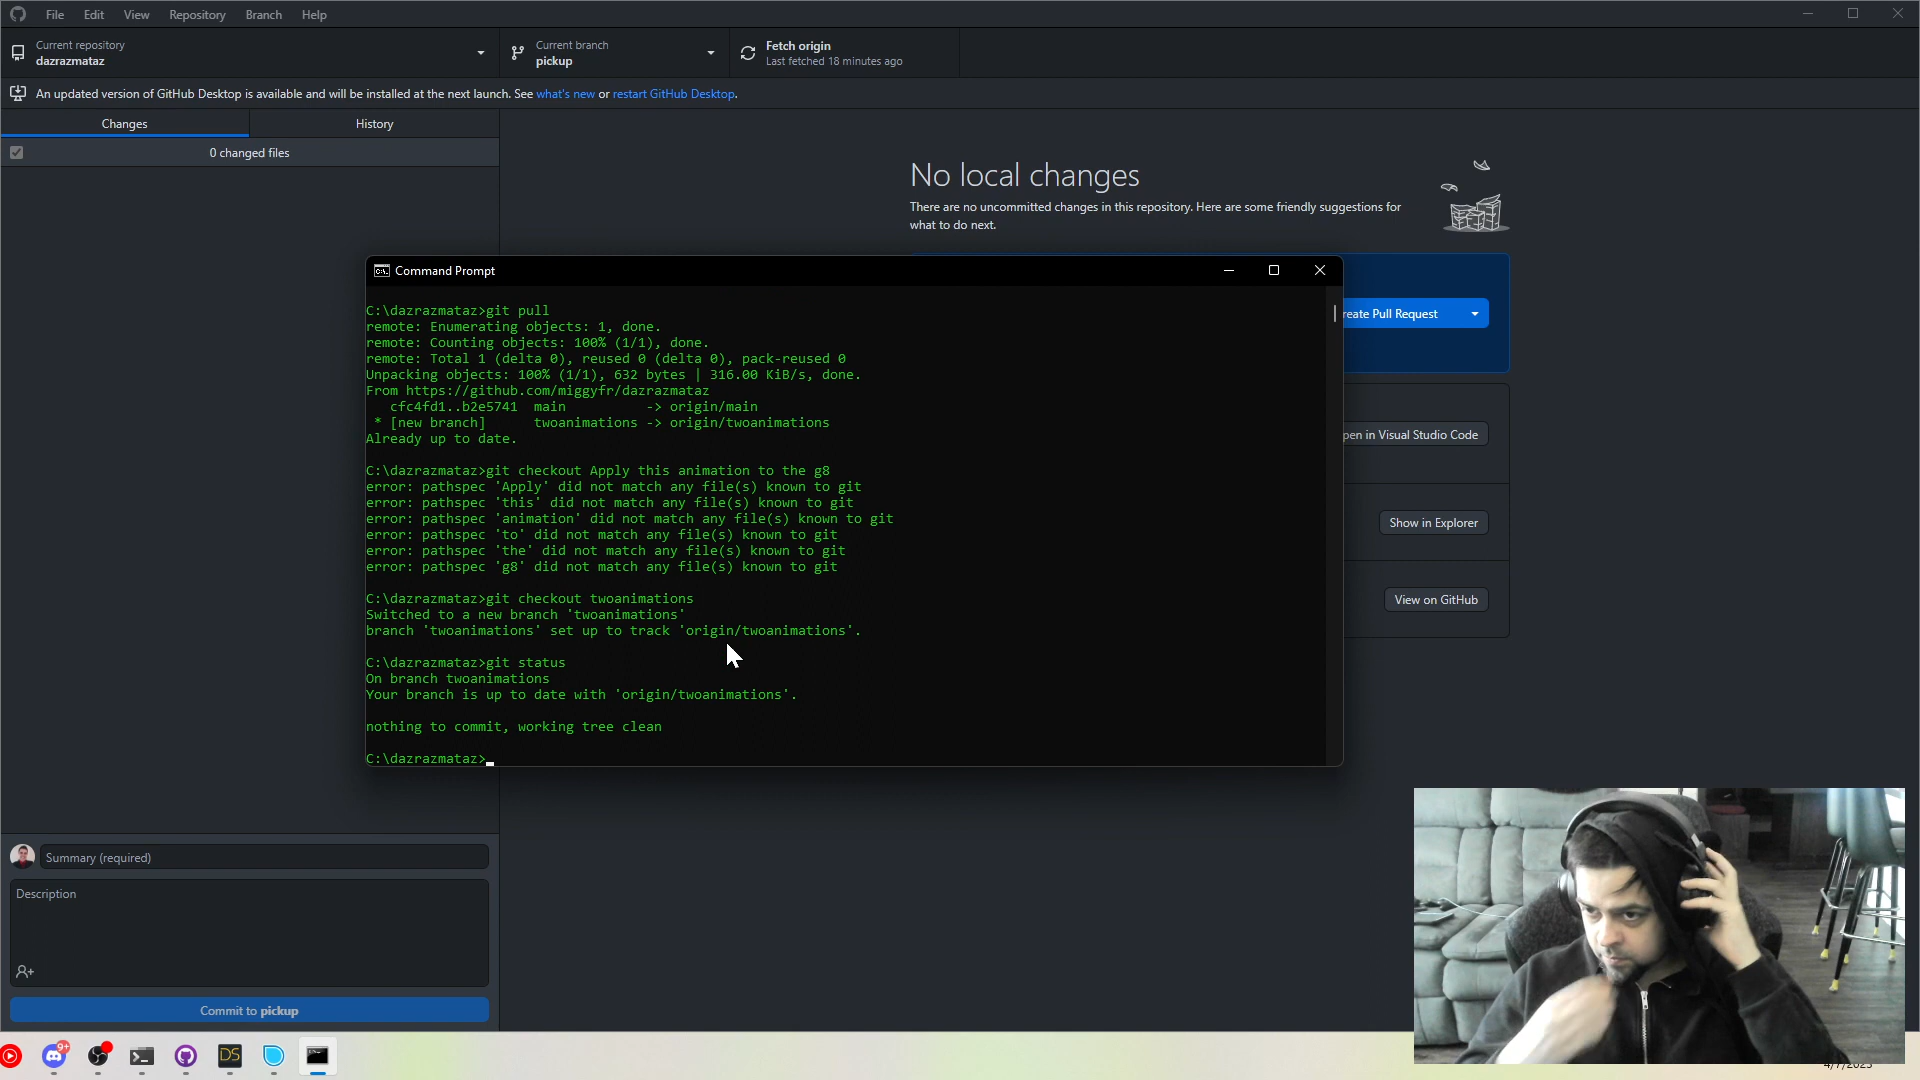 File Edit View Repository Branch Help
Current repository
dazrazmataz
Current branch
pickup
Fetch origin
Last fetched 18 minutes ago
An updated version of GitHub Desktop is available and will be installed at the next launch. See what's new or restart GitHub Desktop.
Changes
History
0 changed files
No local changes
There are no uncommitted changes in this repository. Here are some friendly suggestions for
what to do next.
Command Prompt
C:\dazrazmataz>git pull
remote: Enumerating objects: 1, done.
remote: Counting objects: 100% (1/1), done.
remote: Total 1 (delta 0), reused 0 (delta 0), pack-reused 0
Unpacking objects: 100% (1/1), 632 bytes | 316.00 KiB/s, done.
From https://github.com/miggyfr/dazrazmataz
cfc4fd1..b2e5741 main -> origin/main
* [new branch] twoanimations -> origin/twoanimations
Already up to date.
C:\dazrazmataz>git checkout Apply this animation to the g8
error: pathspec 'Apply' did not match any file(s) known to git
error: pathspec 'this' did not match any file(s) known to git
error: pathspec 'animation' did not match any file(s) known to git
error: pathspec 'to' did not match any file(s) known to git
error: pathspec 'the' did not match any file(s) known to git
error: pathspec 'g8' did not match any file(s) known to git
C:\dazrazmataz>git checkout twoanimations
Switched to a new branch 'twoanimations'
branch 'twoanimations' set up to track 'origin/twoanimations'.
C:\dazrazmataz>git status
On branch twoanimations
Your branch is up to date with 'origin/twoanimations'.
nothing to commit, working tree clean
C:\dazrazmataz>
reate Pull Request
pen in Visual Studio Code
Show in Explorer
View on GitHub
Summary (required)
Description
Commit to pickup
9+
DS